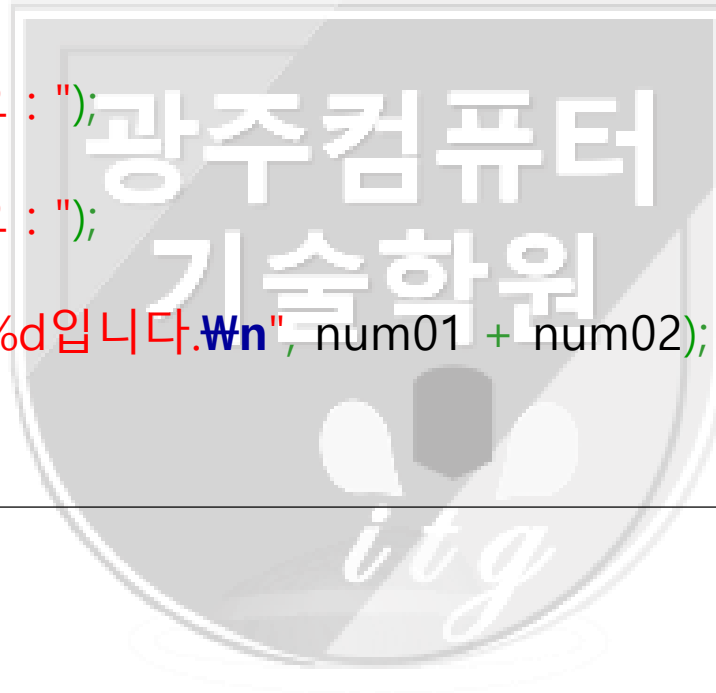 : ");
광주컴퓨터
: ");
기술학원
%d입니다.₩n", num01 + num02);
itg